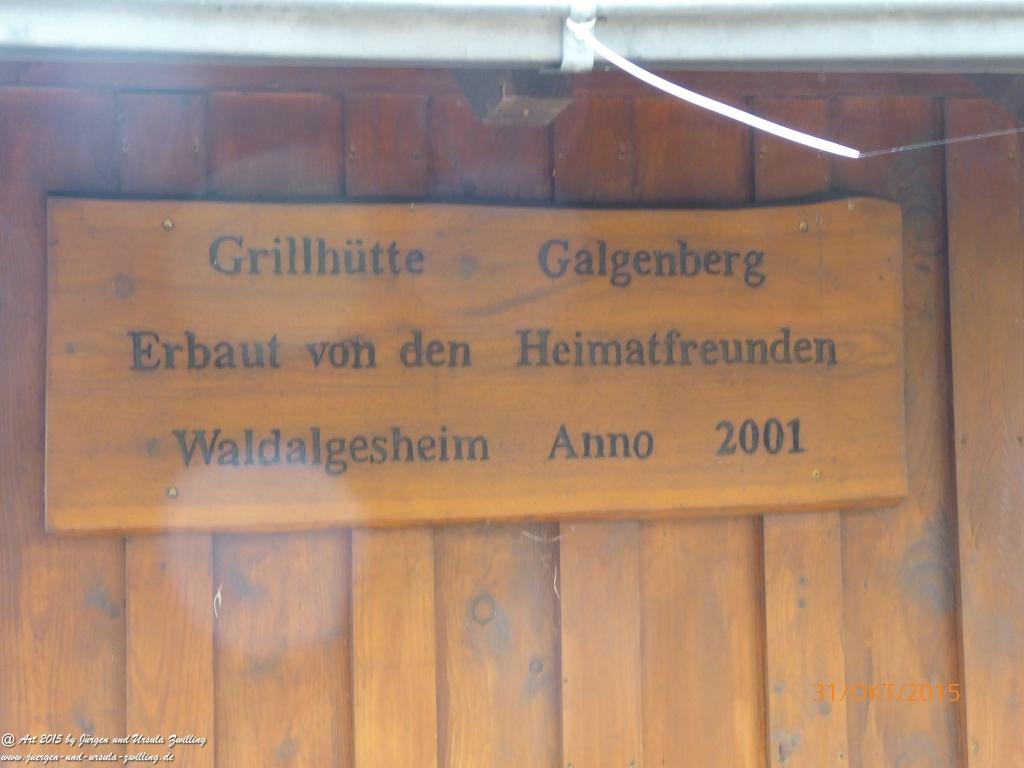 Grillhütte Galgenberg
Erbaut von den Heimatfreunden
Waldalgesheim Anno 2001
31/OKT/2015
@ Art 2015 by Jürgen und Ursula Zwilling
www.juergen-und-ursula-zwilling.de